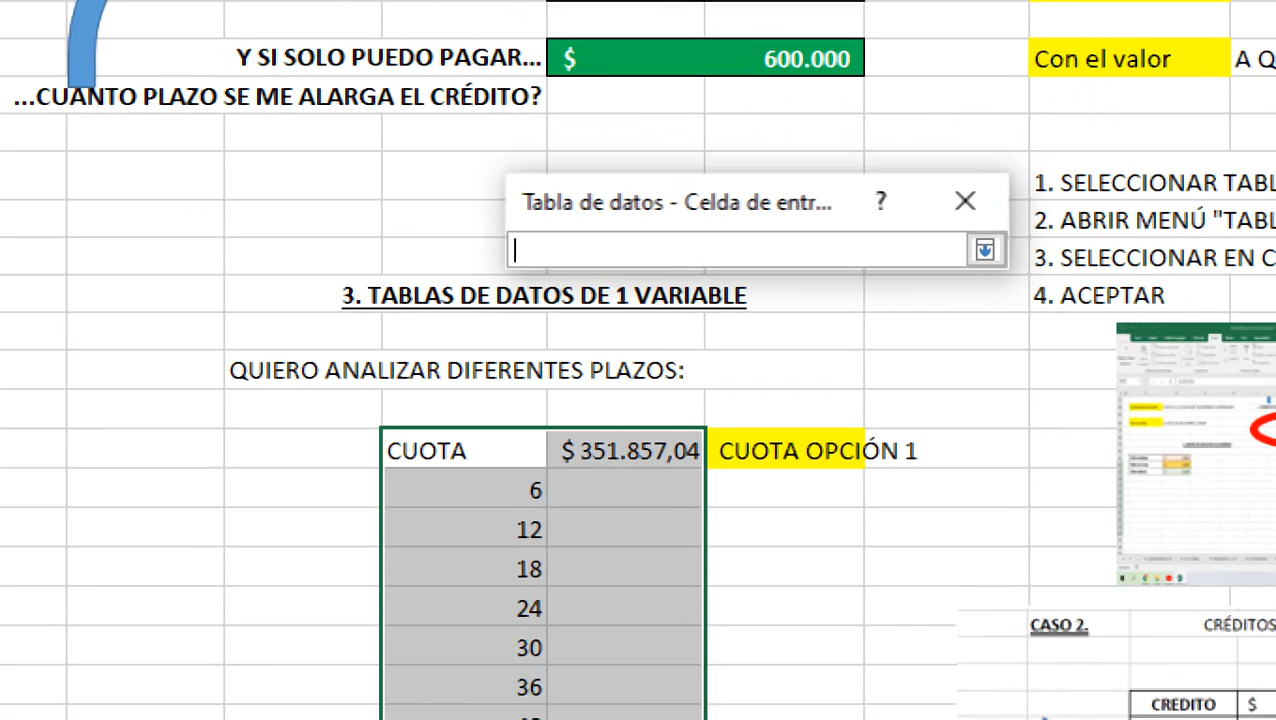 Y SI SOLO PUEDO PAGAR... $ 600.000 Con el valor A Q
...CUANTO PLAZO SE ME ALARGA EL CRÉDITO?
Tabla de datos - Celda de entr... ?
1. SELECCIONAR TABL
2. ABRIR MENÚ "TABL
3. SELECCIONAR EN C
4. ACEPTAR
3. TABLAS DE DATOS DE 1 VARIABLE
QUIERO ANALIZAR DIFERENTES PLAZOS:
CUOTA $ 351.857,04 CUOTA OPCIÓN 1
6
12
18
24
30
36
CASO 2. CRÉDITOS
CREDITO $